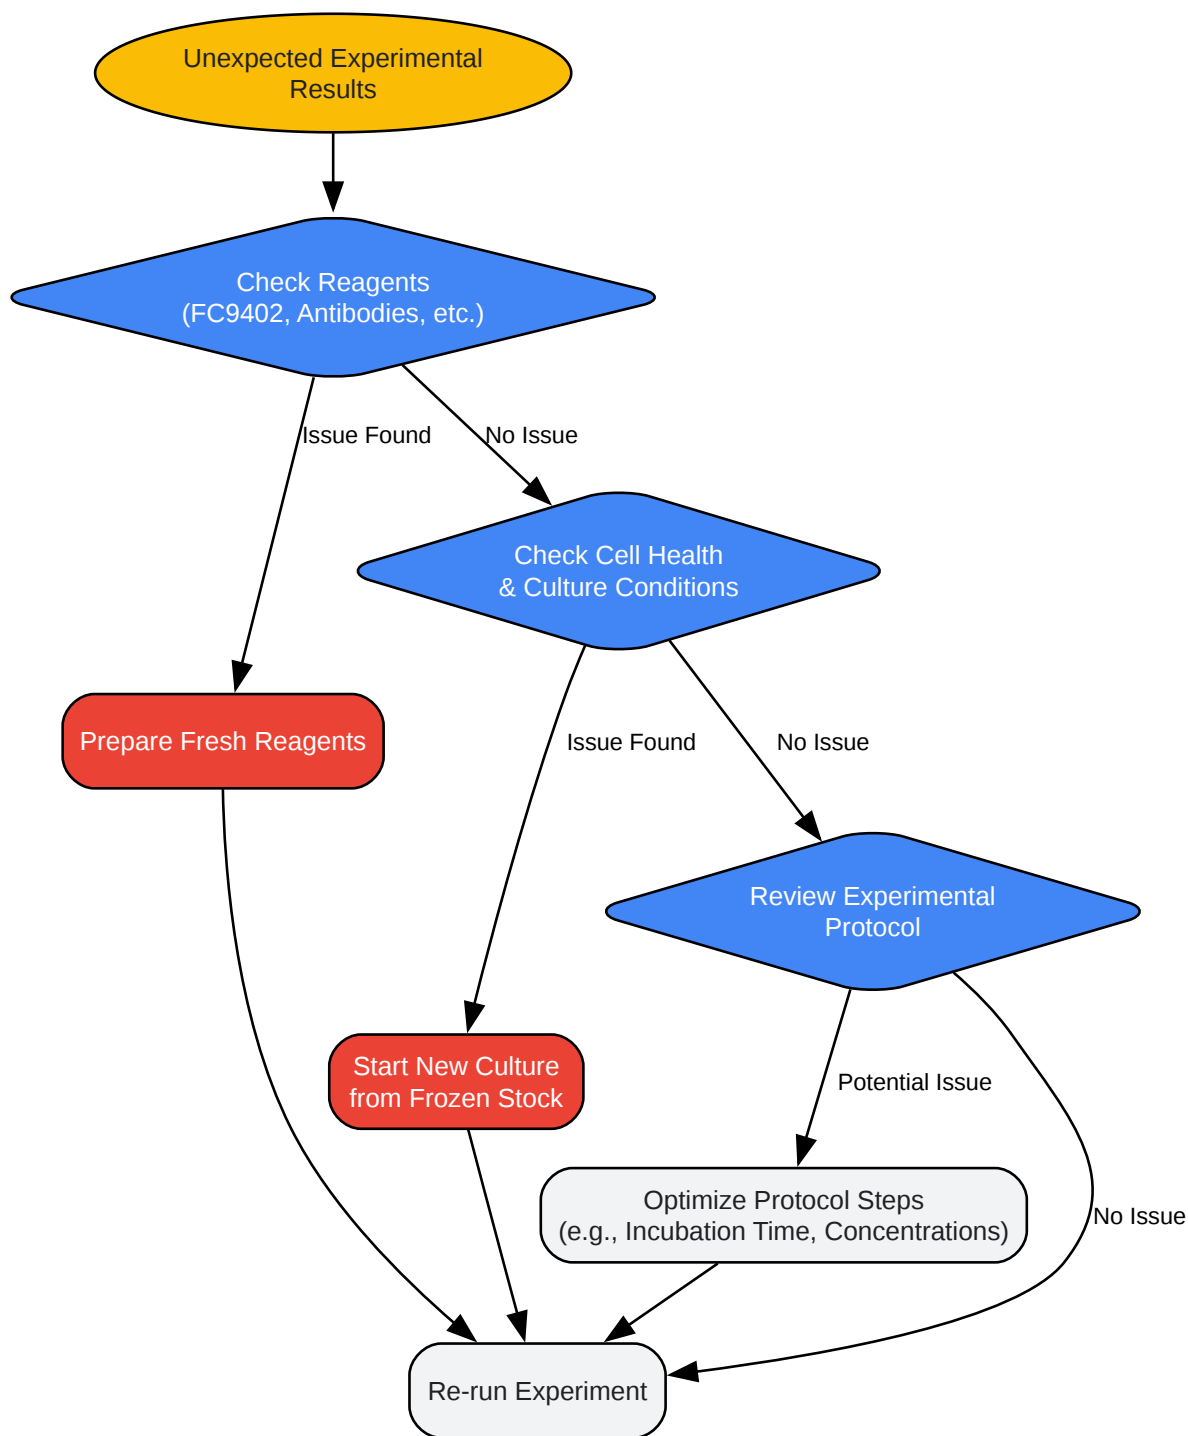 Unexpected Experimental
Results
Check Reagents
(FC9402, Antibodies, etc.)
Issue Found
No Issue
Check Cell Health
& Culture Conditions
Prepare Fresh Reagents
Issue Found
No Issue
Review Experimental
Protocol
Start New Culture
from Frozen Stock
Potential Issue
Optimize Protocol Steps
(e.g., Incubation Time, Concentrations)
No Issue
Re-run Experiment